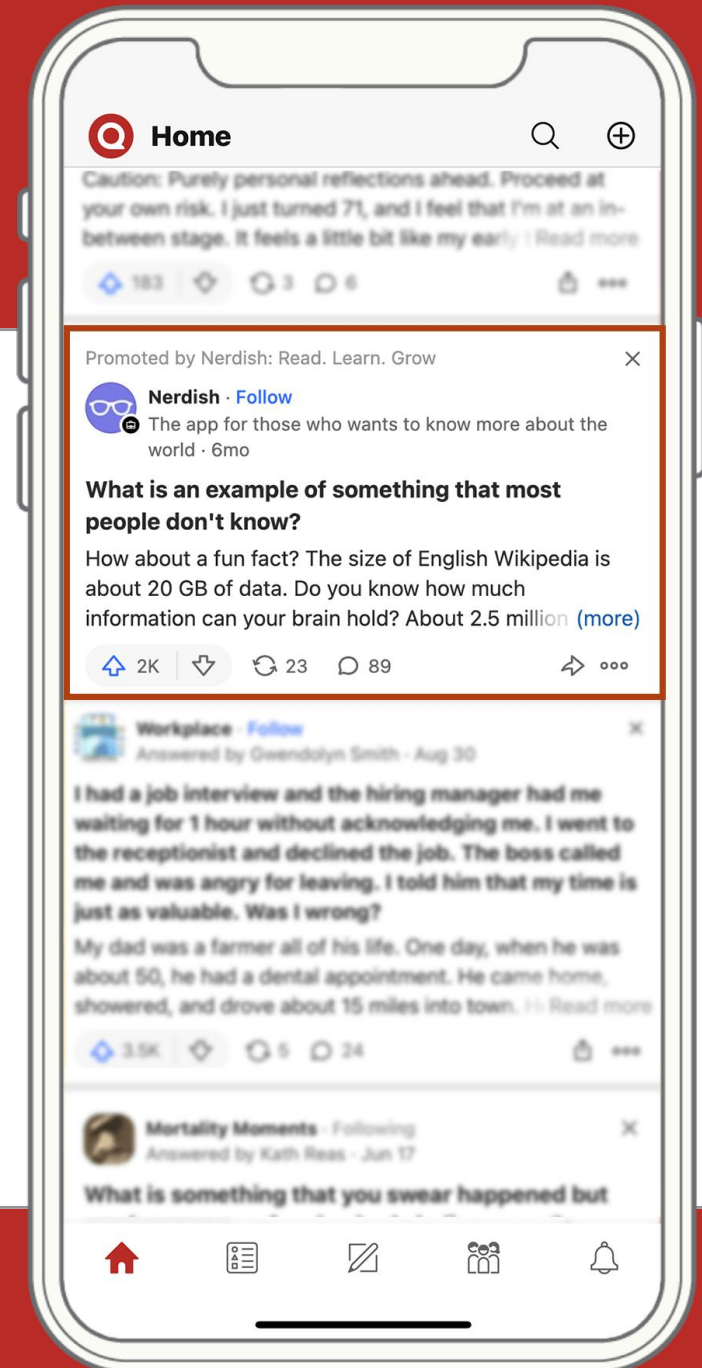 Home
Caution: Purely personal reflections ahead. Proceed at
your own risk. I just turned 71, and I feel that I'm at an in-
between stage. It feels a little bit like my early Read more
183 3 6
Promoted by Nerdish: Read. Learn. Grow
Nerdish · Follow
The app for those who wants to know more about the
world · 6mo
What is an example of something that most
people don't know?
How about a fun fact? The size of English Wikipedia is
about 20 GB of data. Do you know how much
information can your brain hold? About 2.5 million (more)
2K 23 89
Workplace · Follow
Answered by Gwendolyn Smith · Aug 30
I had a job interview and the hiring manager had me
waiting for 1 hour without acknowledging me. I went to
the receptionist and declined the job. The boss called
me and was angry for leaving. I told him that my time is
just as valuable. Was I wrong?
My dad was a farmer all of his life. One day, when he was
about 50, he had a dental appointment. He came home,
showered, and drove about 15 miles into town. Read more
3.5K 5 24
Mortality Moments · Following
Answered by Kath Reas · Jun 17
What is something that you swear happened but